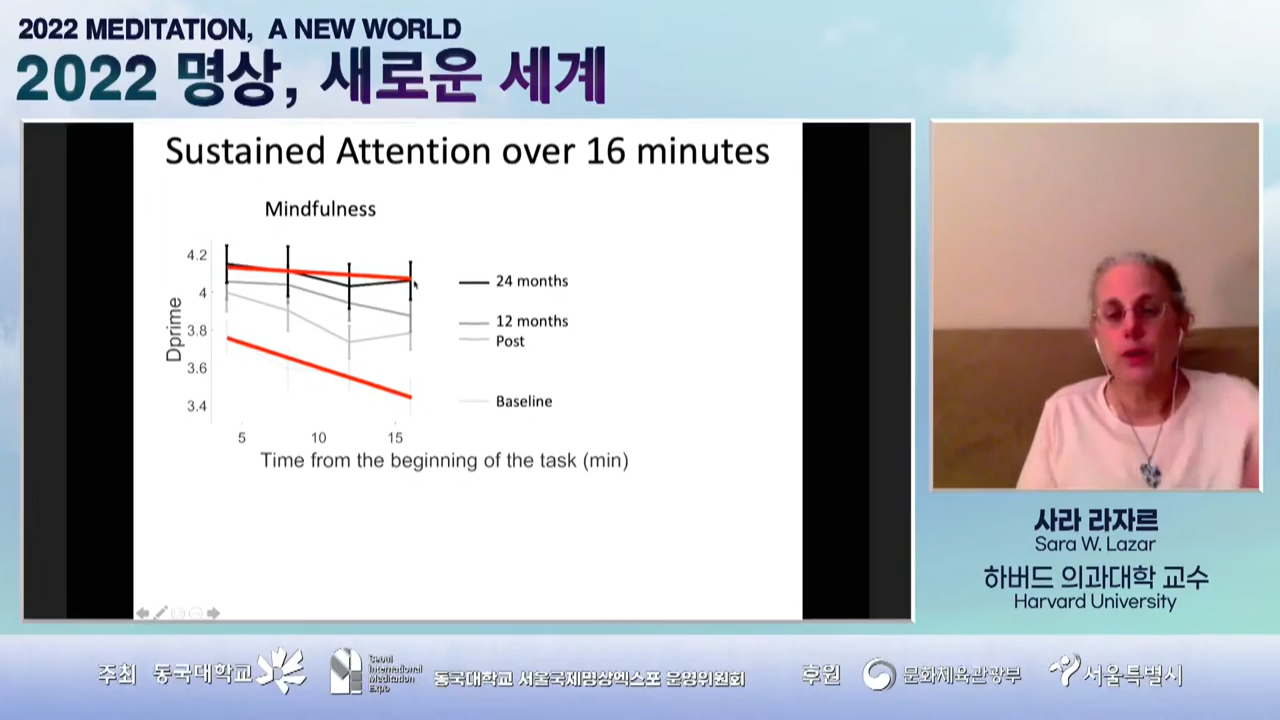 2022 MEDITATION, A NEW WORLD
2022 명상, 새로운 세계
Sustained Attention over 16 minutes
Mindfulness
4.2
4
3.8
3.6
3.4
Dprime
24 months
12 months
Post
Baseline
5 10 15
Time from the beginning of the task (min)
사라 라자르
Sara W. Lazar
하버드 의과대학 교수
Harvard University
주최 동국대학교
Seoul
International
Meditation
Expo
동국대학교 서울국제명상엑스포 운영위원회
후원 문화체육관광부 서울특별시